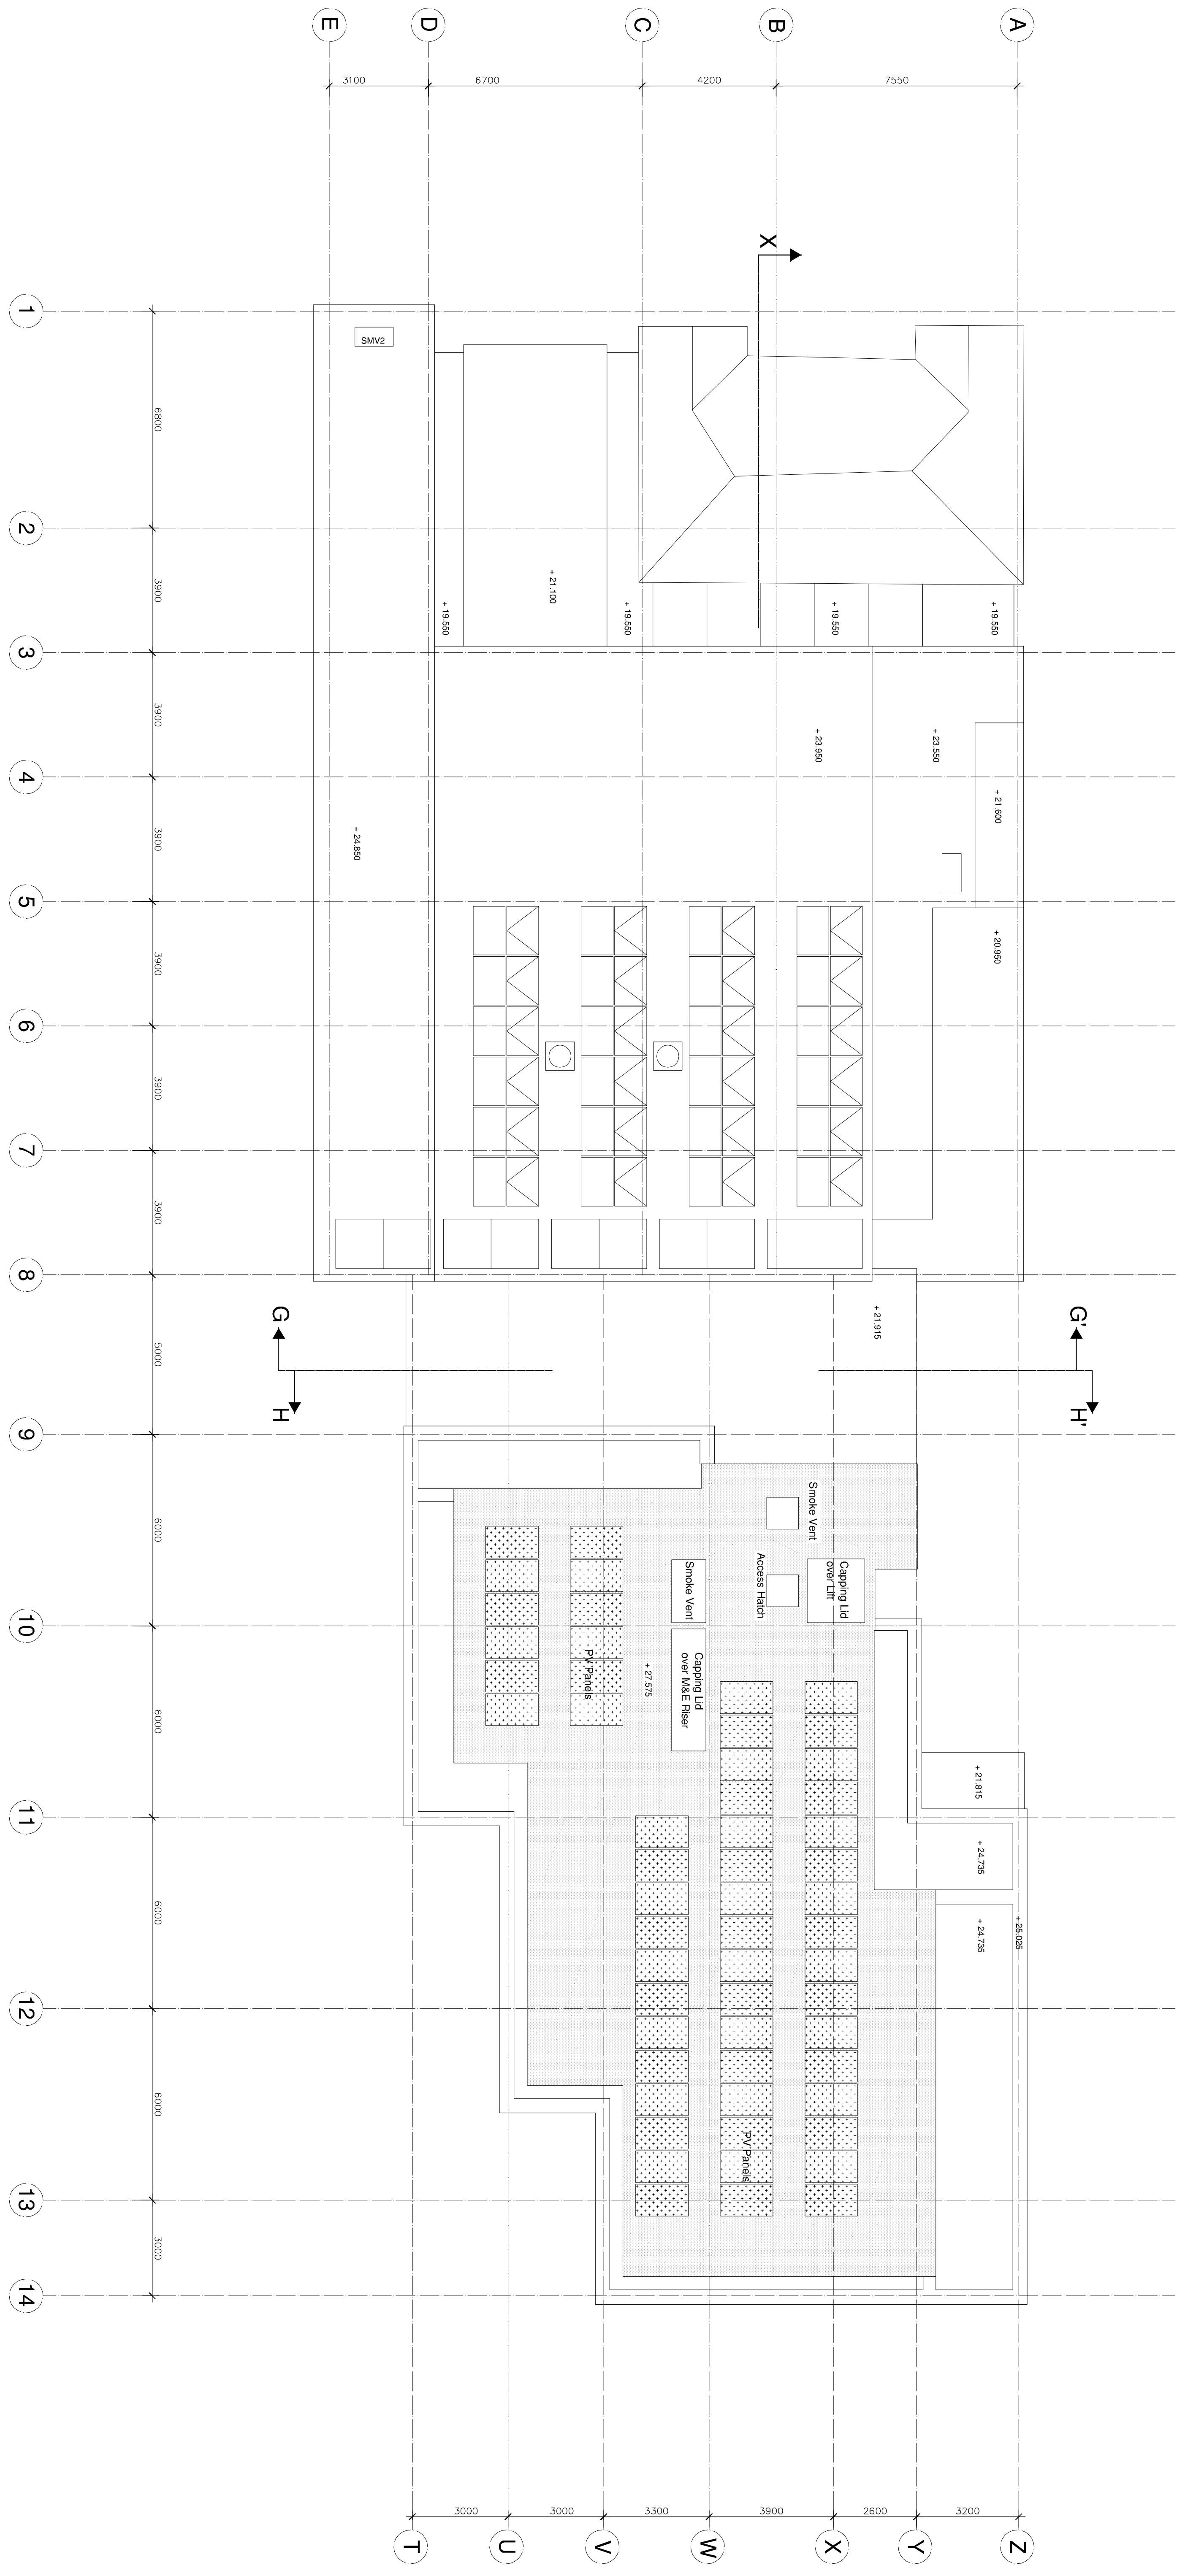 E
D
C
B
A
3100
6700
4200
7550
X
1
SMV2
6800
2
3900
+ 21.100
+ 19.550
+ 19.550
+ 19.550
+ 19.550
3
3900
+ 23.950
+ 23.550
4
+ 21.600
3900
+ 24.850
5
+ 20.950
3900
6
3900
7
3900
8
G
G'
+ 21.915
5000
H
H'
9
Smoke Vent
6000
Smoke Vent
Access Hatch
Capping Lid
over Lift
10
PV Panels
+ 27.575
Capping Lid
over M&E Riser
6000
+ 21.815
11
+ 24.735
6000
+ 24.735
+ 25.025
12
6000
PV Panels
13
3000
14
3000
3000
3300
3900
2600
3200
T
U
V
W
X
Y
Z